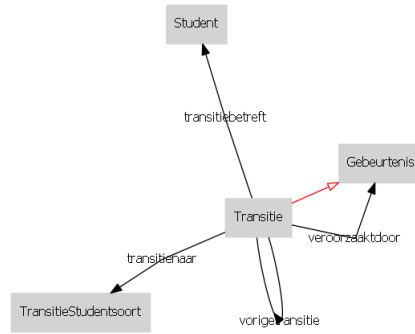 Student
transitiebetreft
Gebeurtenis
Transitie
veroorzaaktdoor
transitienaar
TransitieStudentsoort
vorigetransitie